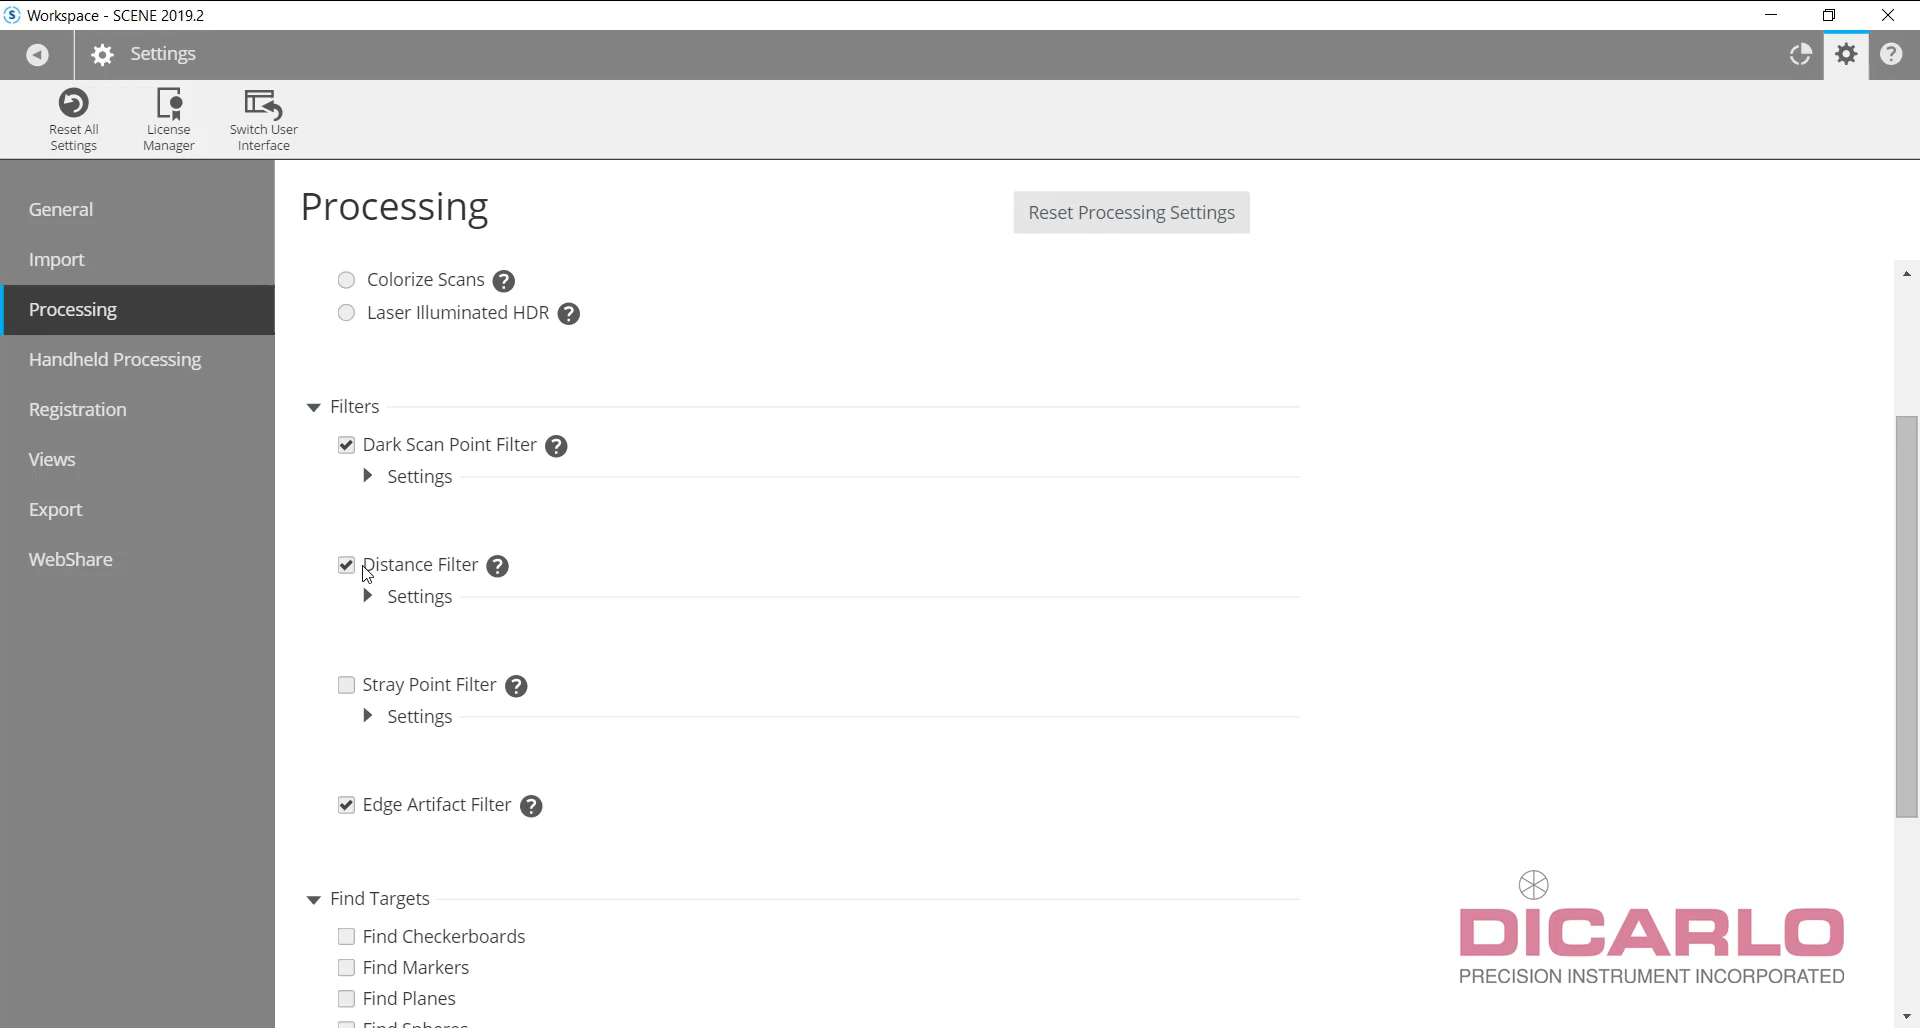 Workspace - SCENE 2019.2
Settings
Reset All
Settings
License
Manager
Switch User
Interface
General
Import
Processing
Handheld Processing
Registration
Views
Export
WebShare
Processing
Reset Processing Settings
Colorize Scans
Laser Illuminated HDR
Filters
Dark Scan Point Filter
Settings
Distance Filter
Settings
Stray Point Filter
Settings
Edge Artifact Filter
Find Targets
Find Checkerboards
Find Markers
Find Planes
Find Spheres
DICARLO
PRECISION INSTRUMENT INCORPORATED